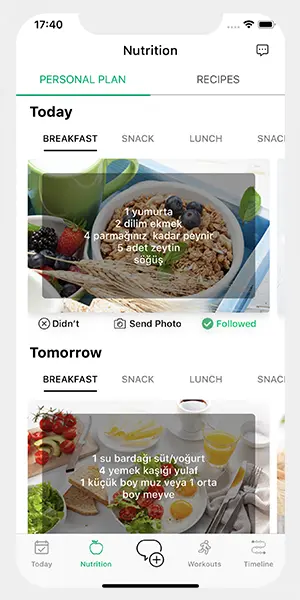 17:40
Nutrition
PERSONAL PLAN RECIPES
Today
BREAKFAST SNACK LUNCH SNAC
1 yumurta
2 dilim ekmek
4 parmağınız kadar peynir
5 adet zeytin
söğüş
Didn't Send Photo Followed
Tomorrow
BREAKFAST SNACK LUNCH SNAC
1 su bardağı süt/yoğurt
4 yemek kaşığı yulaf
1 küçük boy muz veya 1 orta
boy meyve
Today Nutrition Workouts Timeline